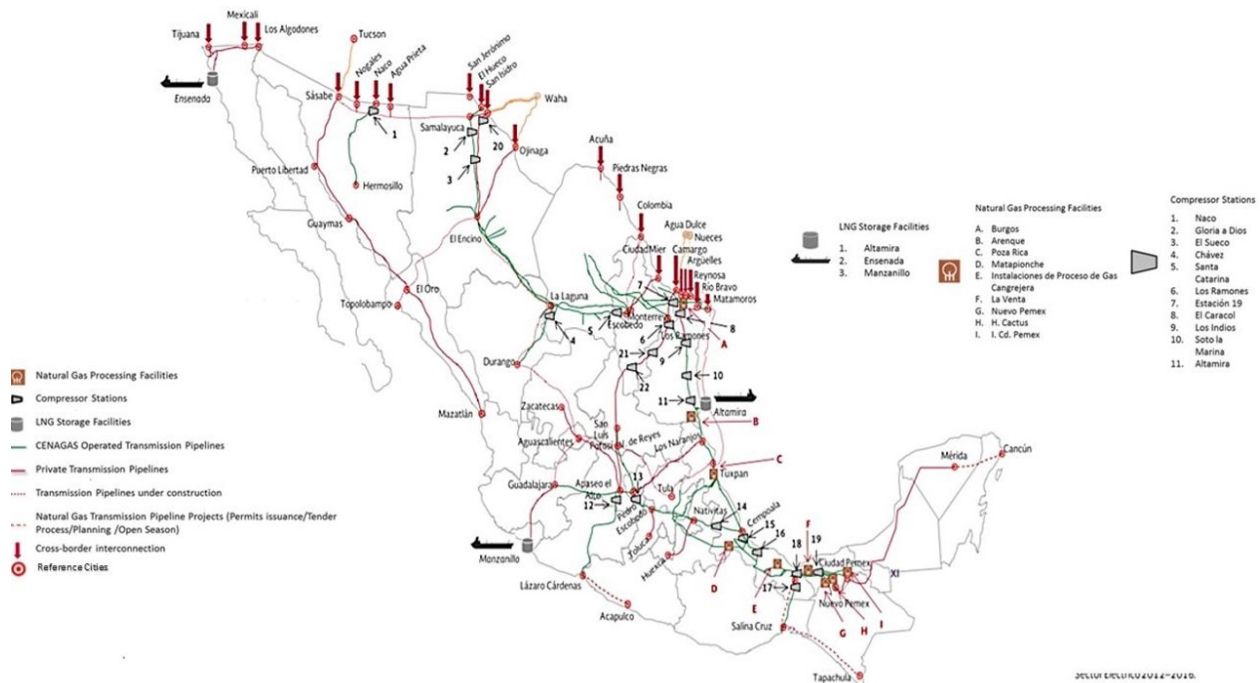 Mexicali
Tijuana
Los Algodones
Tucson
Ensenada
Sásabe
Nogales
Naco
Agua Prieta
San Jerónimo
El Hueco
San Isidro
Waha
1
Samalayuca
2
20
3
Ojinaga
Puerto Libertad
Hermosillo
Guaymas
El Encino
Acuña
Piedras Negras
Colombia
Agua Dulce
Nueces
Ciudad Mier
Camargo
Argüelles
Reynosa
Río Bravo
Matamoros
7
El Oro
Topolobampo
La Laguna
Monterrey
Escobedo
5
4
6
Los Ramones
8
A
21
9
22
10
11
Durango
Mazatlán
Altamira
B
Zacatecas
San
Luis
Potosí
V. de Reyes
Los Naranjos
Aguascalientes
C
Tuxpan
Guadalajara
Apaseo el
Alto
12
13
Pedro
Escobedo
Tula
Nativitas
14
Cempoala
15
16
Toluca
Huexca
Manzanillo
Lázaro Cárdenas
Acapulco
D
E
F
18
19
17
Ciudad Pemex
Nuevo Pemex
XI
G
H
I
Salina Cruz
Tapachula
Mérida
Cancún
Natural Gas Processing Facilities
Compressor Stations
LNG Storage Facilities
CENAGAS Operated Transmission Pipelines
Private Transmission Pipelines
Transmission Pipelines under construction
Natural Gas Transmission Pipeline Projects (Permits issuance/Tender
Process/Planning /Open Season)
Cross-border interconnection
Reference Cities
LNG Storage Facilities
1. Altamira
2. Ensenada
3. Manzanillo
Natural Gas Processing Facilities
A. Burgos
B. Arenque
C. Poza Rica
D. Matapionche
E. Instalaciones de Proceso de Gas
Cangrejera
F. La Venta
G. Nuevo Pemex
H. H. Cactus
I. I. Cd. Pemex
Compressor Stations
1. Naco
2. Gloria a Dios
3. El Sueco
4. Chávez
5. Santa
Catarina
6. Los Ramones
7. Estación 19
8. El Caracol
9. Los Indios
10. Soto la
Marina
11. Altamira
Sector Eléctrico 2012–2016.